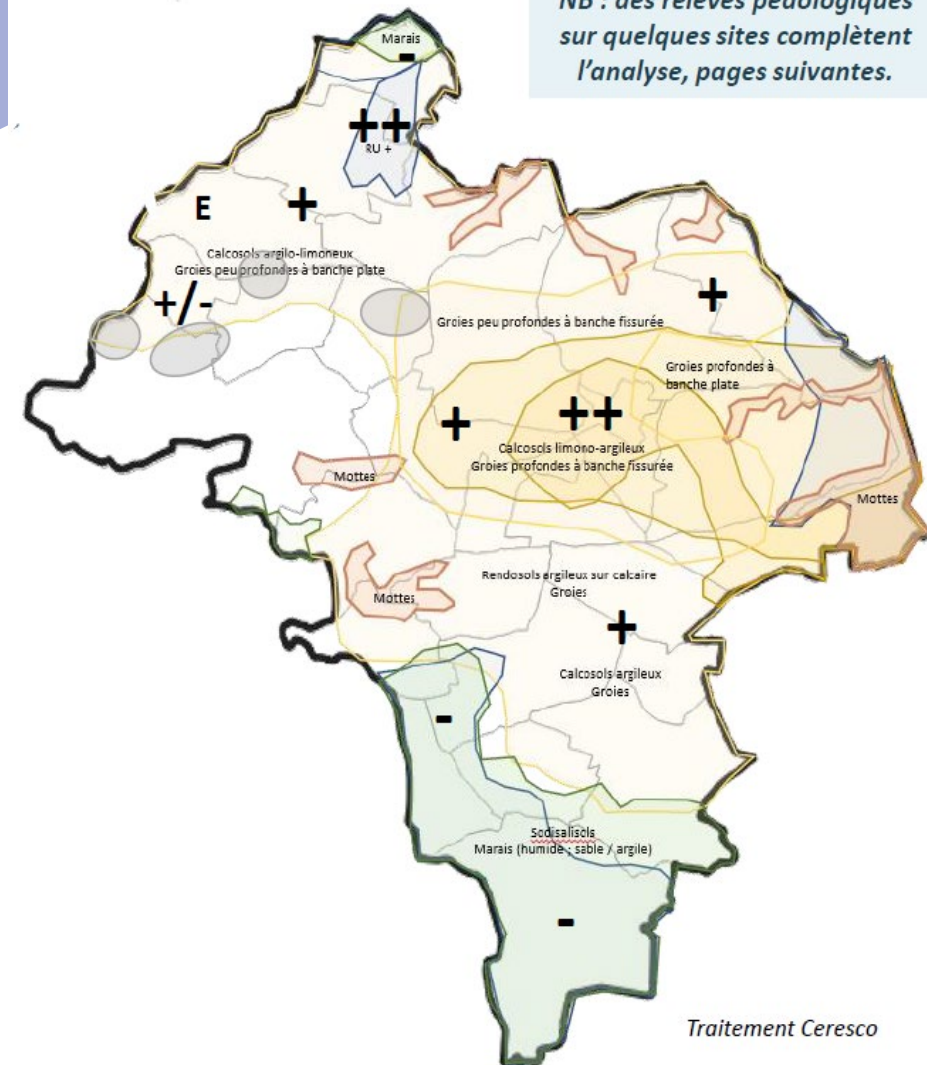 NB : des relevés pédologiques
sur quelques sites complètent
l'analyse, pages suivantes.
Marais
-
++
RU +
E
+
Calcosols argilo-limoneux
Groies peu profondes à banche plate
+/-
+
Groies peu profondes à banche fissurée
Groies profondes à
banche plate
+
++
Calcosols limono-argileux
Groies profondes à banche fissurée
Mottes
Mottes
Rendosols argileux sur calcaire
Groies
Mottes
+
Calcosols argileux
Groies
-
Sodisalisols
Marais (humide ; sable / argile)
-
Traitement Ceresco